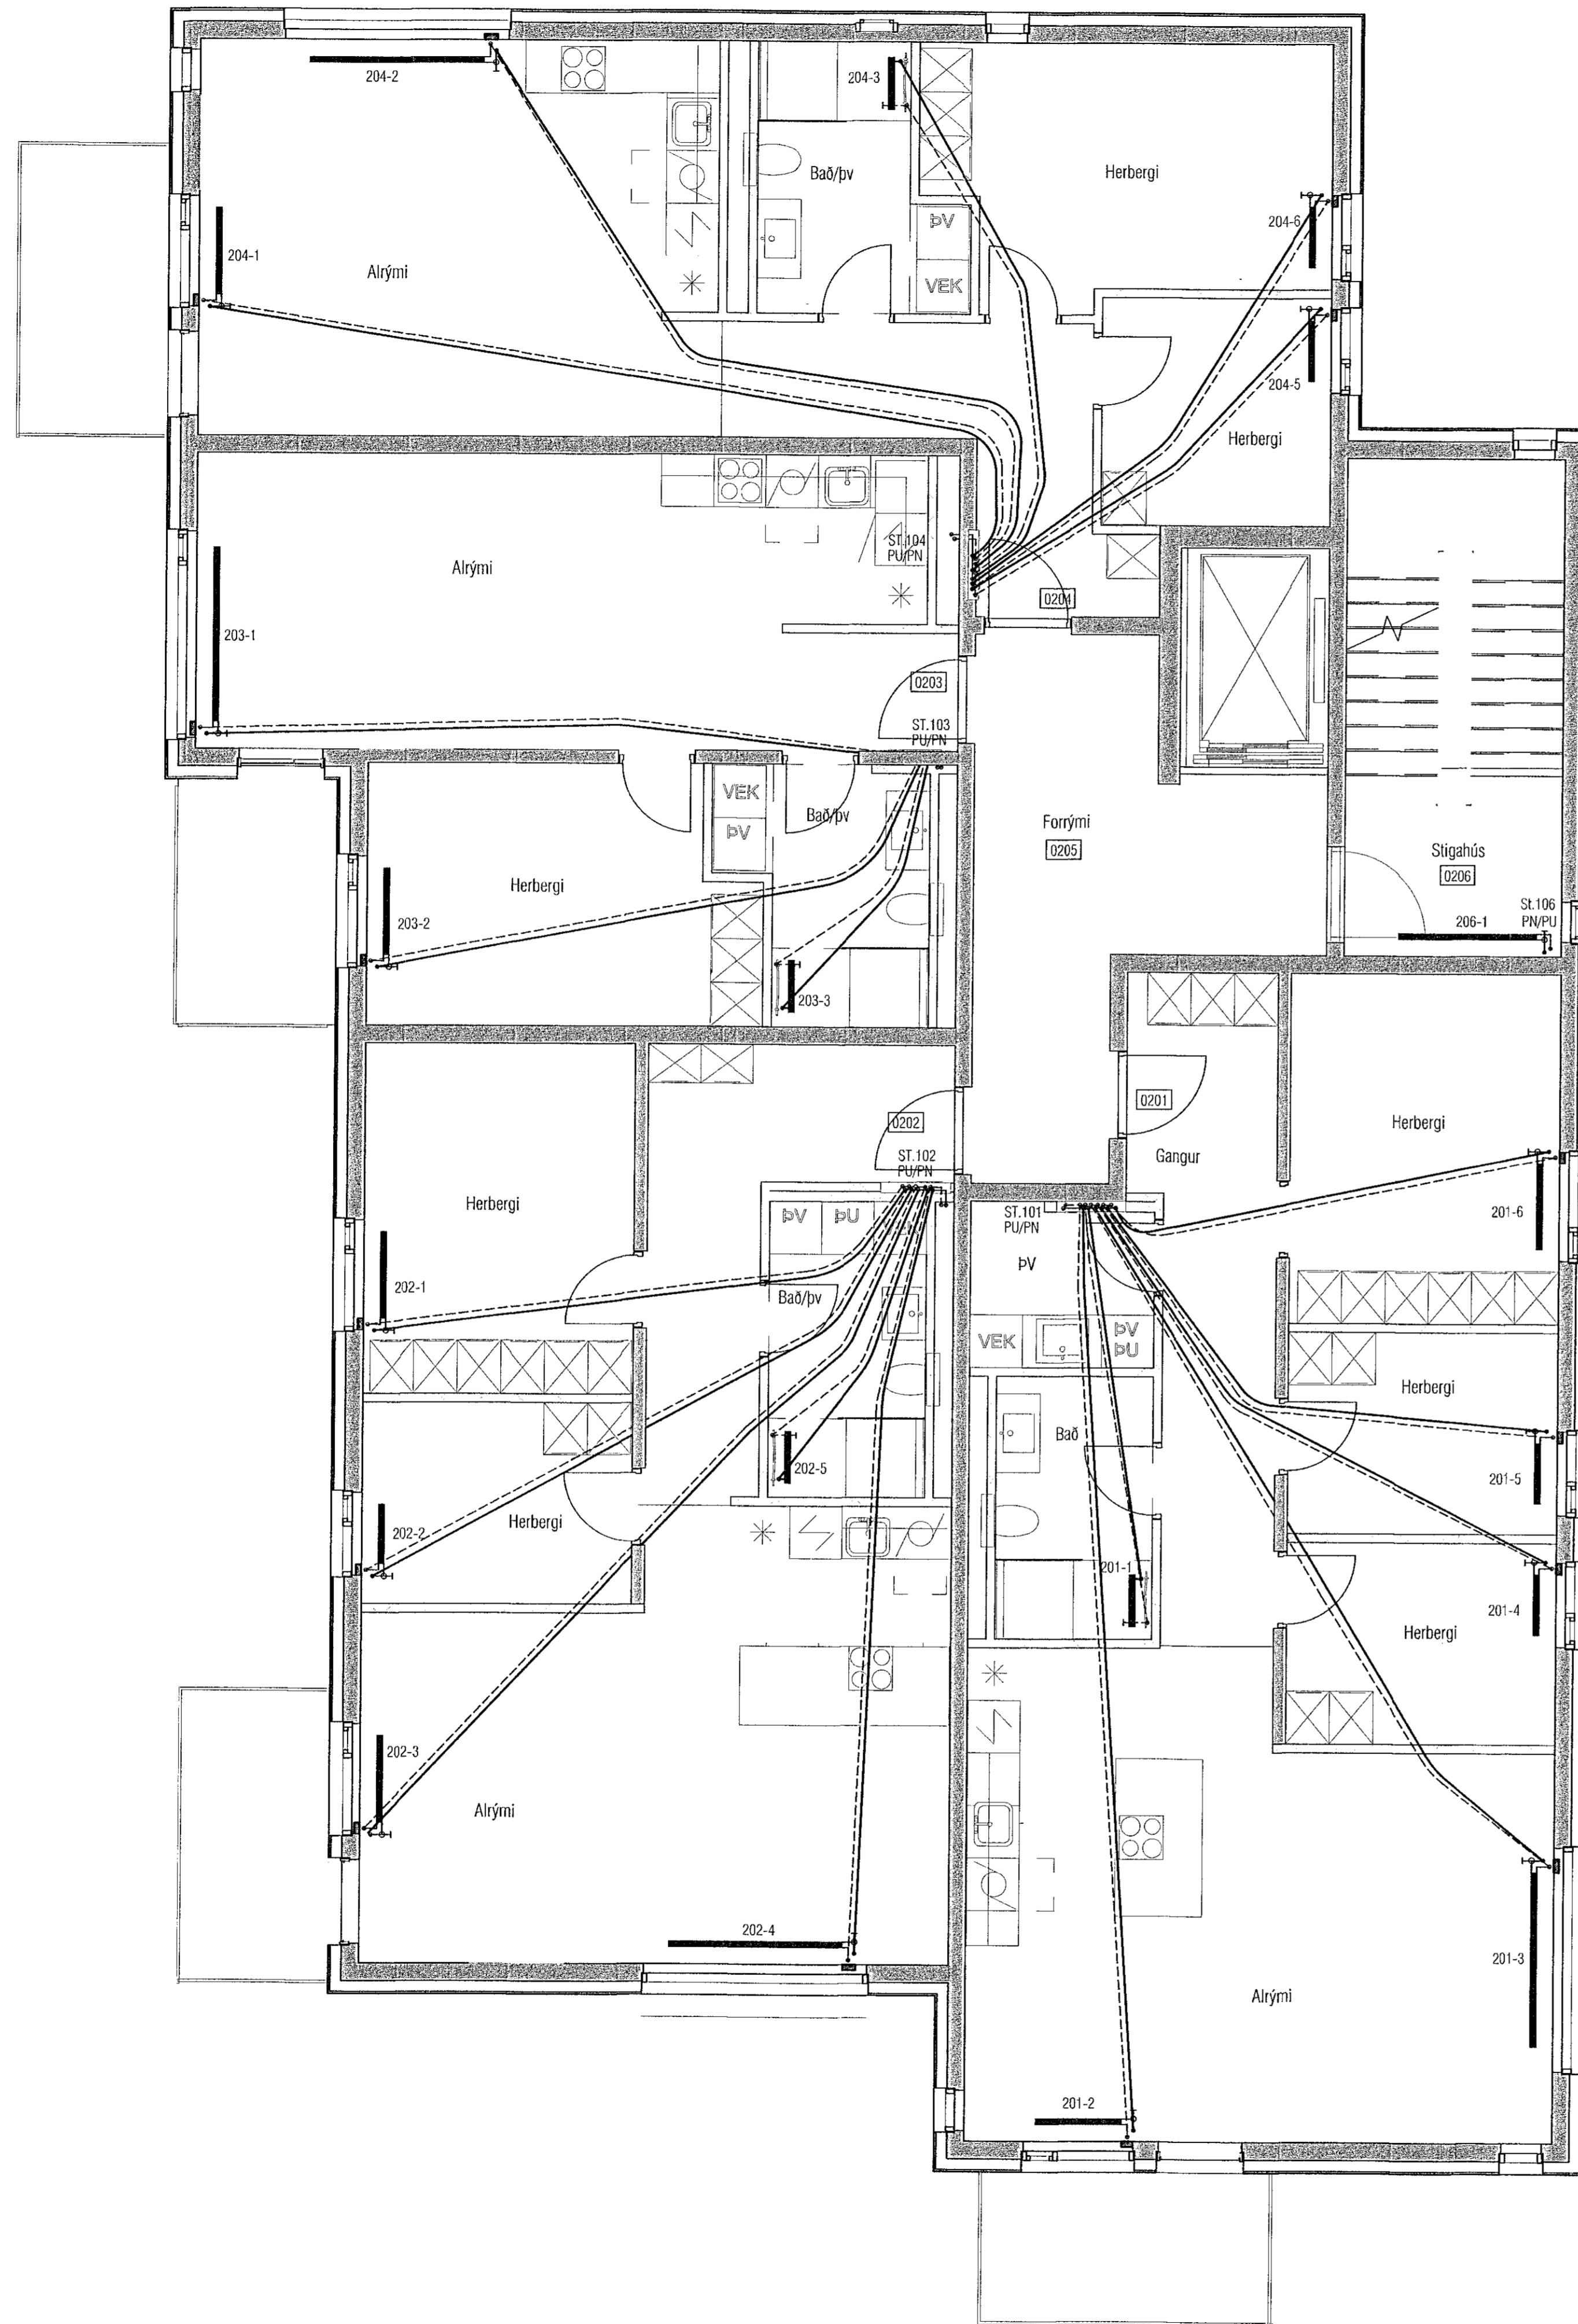 204-2
204-3
Bað/þv
Herbergi
ÞV
VEK
204-6
204-1
Alrými
204-5
Herbergi
ST.104
PU/PN
Alrými
0204
203-1
0203
ST.103
PU/PN
VEK
ÞV
Bað/þv
Forrými
0205
Stigahús
0206
Herbergi
203-2
St.106
PN/PU
206-1
203-3
0201
0202
Herbergi
Gangur
ST.102
PU/PN
Herbergi
ÞV
ÞU
ST.101
PU/PN
201-6
ÞV
202-1
Bað/þv
VEK
ÞV
ÞU
Herbergi
Bað
202-5
201-5
202-2
Herbergi
201-1
201-4
Herbergi
202-3
Alrými
202-4
201-3
Alrými
201-2